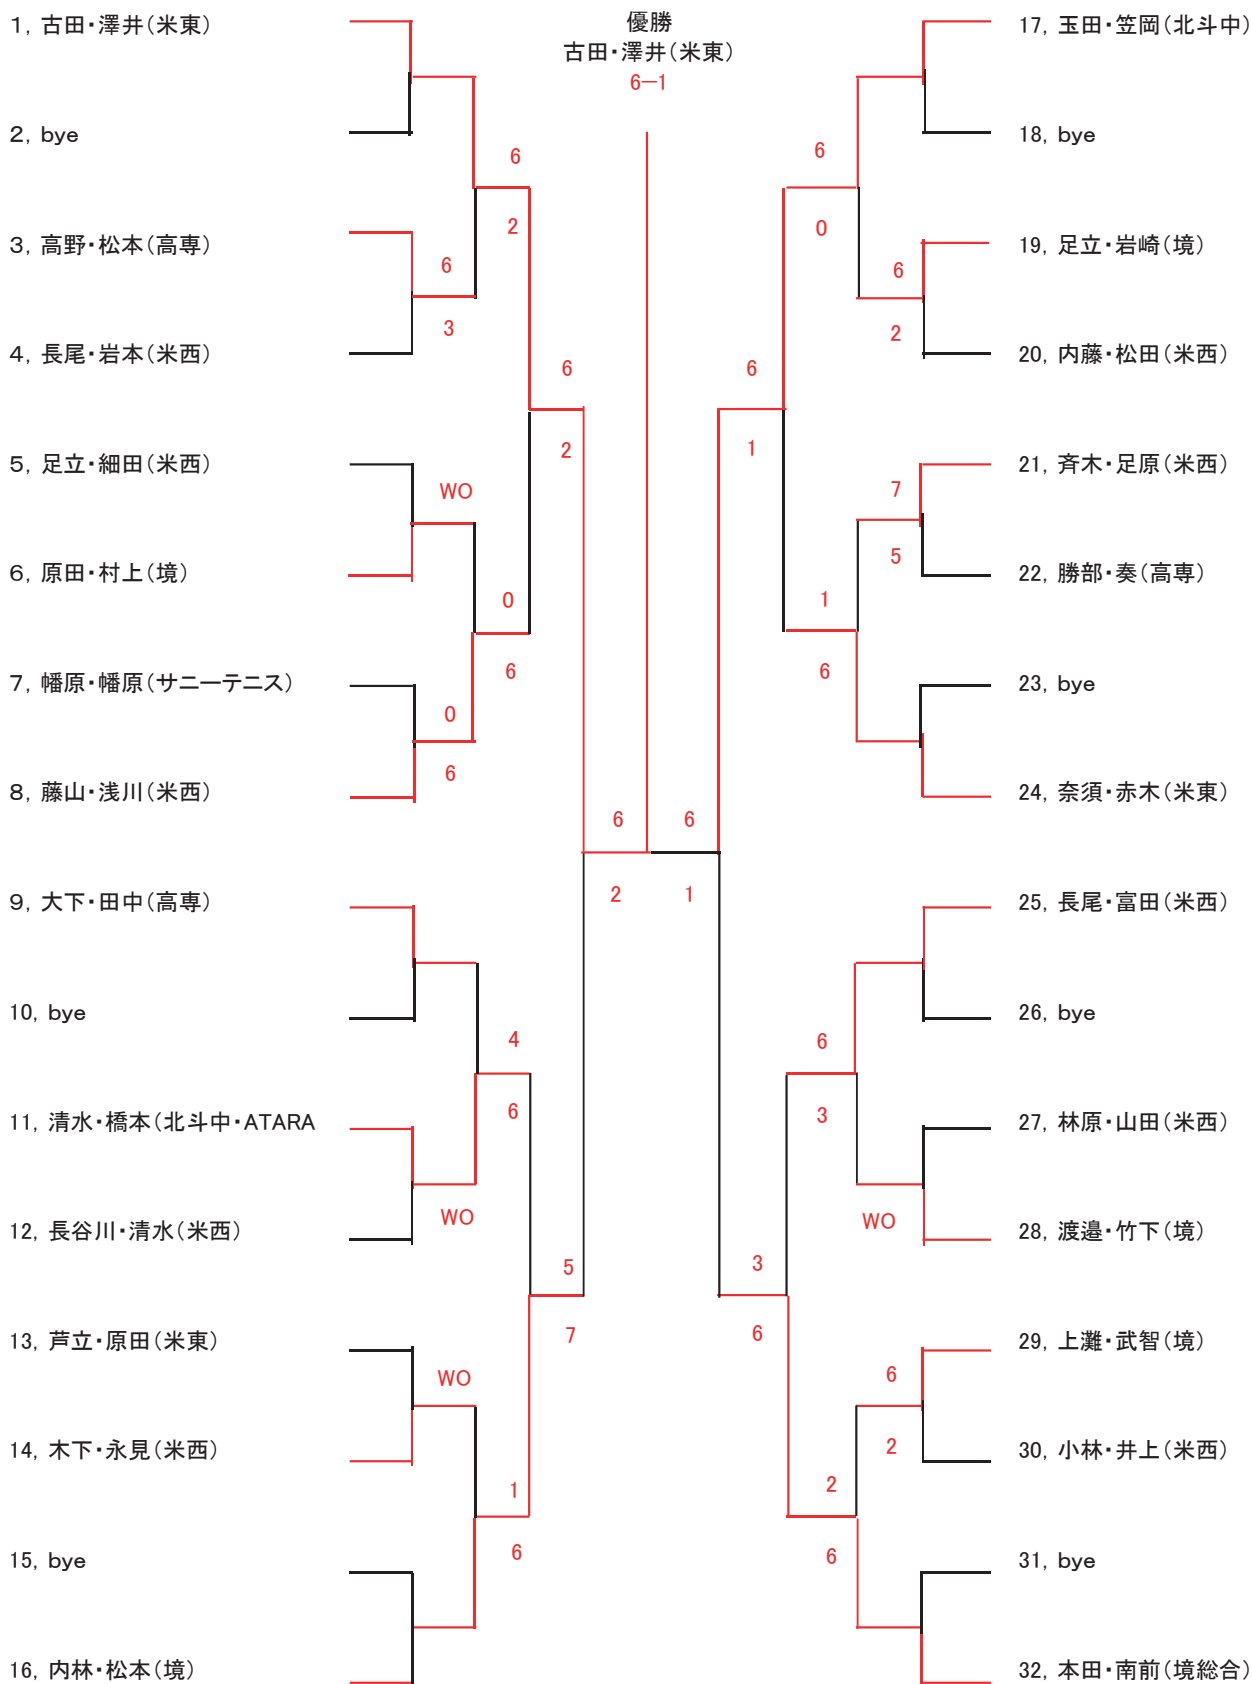 優勝
古田・澤井(米東)
6－1
1, 古田・澤井(米東)
2, bye
3, 高野・松本(高専)
4, 長尾・岩本(米西)
5, 足立・細田(米西)
6, 原田・村上(境)
7, 幡原・幡原(サニーテニス)
8, 藤山・浅川(米西)
9, 大下・田中(高専)
10, bye
11, 清水・橋本(北斗中・ATARA
12, 長谷川・清水(米西)
13, 芦立・原田(米東)
14, 木下・永見(米西)
15, bye
16, 内林・松本(境)
6
3
WO
0
6
WO
WO
6
2
0
6
4
6
1
6
6
2
5
7
6
2
6
1
6
1
3
6
6
0
1
6
6
3
2
6
6
2
7
5
WO
6
2
17, 玉田・笠岡(北斗中)
18, bye
19, 足立・岩崎(境)
20, 内藤・松田(米西)
21, 斉木・足原(米西)
22, 勝部・奏(高専)
23, bye
24, 奈須・赤木(米東)
25, 長尾・富田(米西)
26, bye
27, 林原・山田(米西)
28, 渡邉・竹下(境)
29, 上灘・武智(境)
30, 小林・井上(米西)
31, bye
32, 本田・南前(境総合)